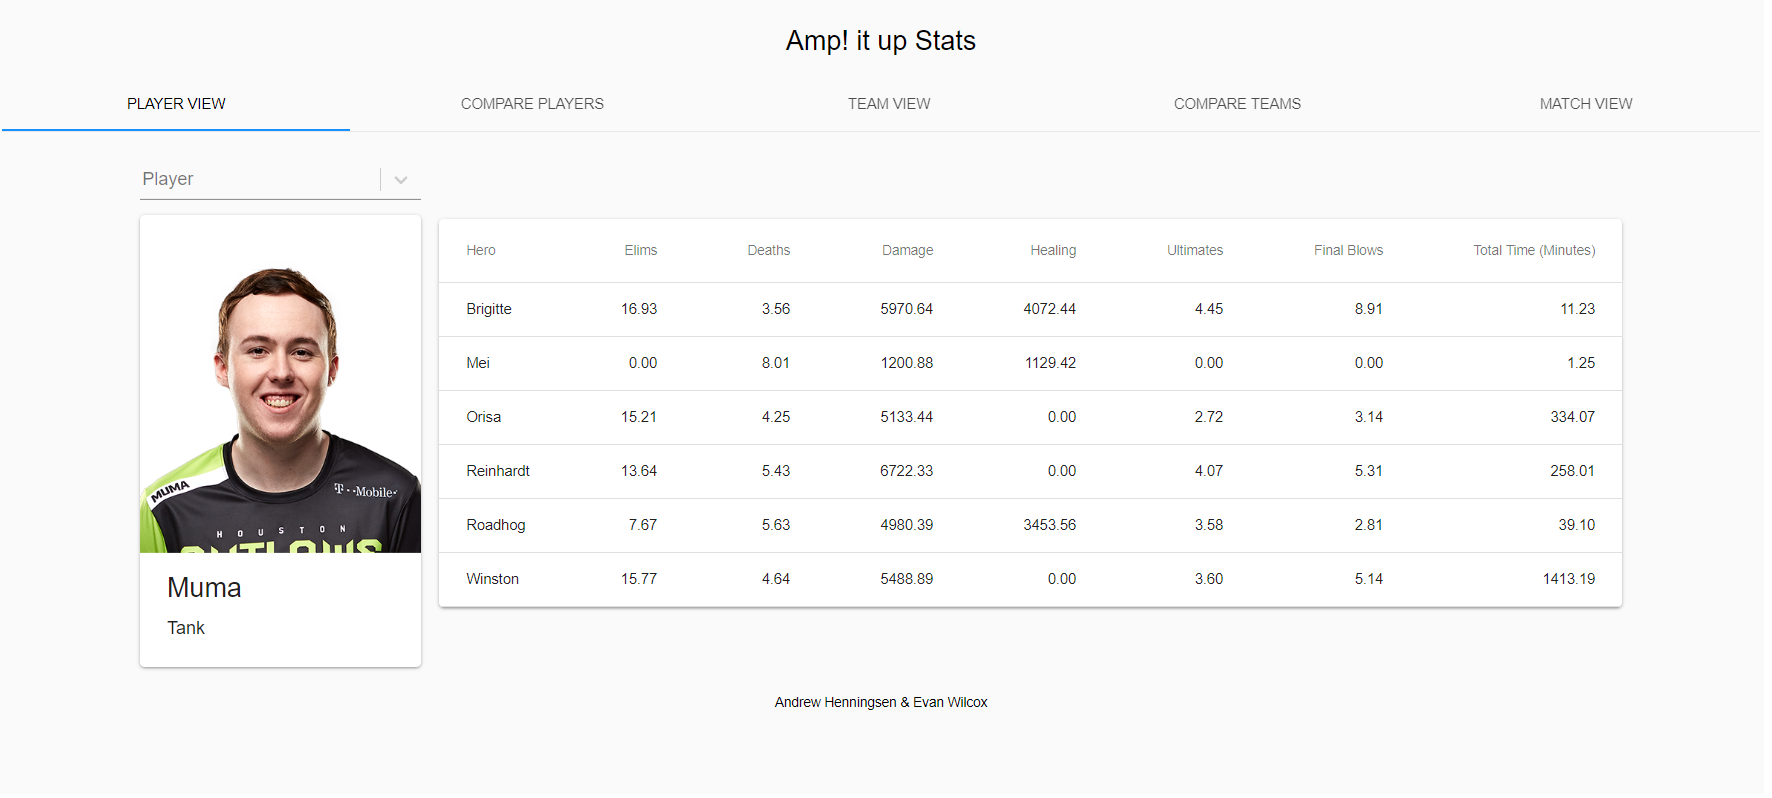 Amp! it up Stats
PLAYER VIEW COMPARE PLAYERS TEAM VIEW COMPARE TEAMS MATCH VIEW
Player
MUMA
T··Mobile·
HOUSTON
OUTLAWS
Muma
Tank
Hero Elims Deaths Damage Healing Ultimates Final Blows Total Time (Minutes)
Brigitte 16.93 3.56 5970.64 4072.44 4.45 8.91 11.23
Mei 0.00 8.01 1200.88 1129.42 0.00 0.00 1.25
Orisa 15.21 4.25 5133.44 0.00 2.72 3.14 334.07
Reinhardt 13.64 5.43 6722.33 0.00 4.07 5.31 258.01
Roadhog 7.67 5.63 4980.39 3453.56 3.58 2.81 39.10
Winston 15.77 4.64 5488.89 0.00 3.60 5.14 1413.19
Andrew Henningsen & Evan Wilcox